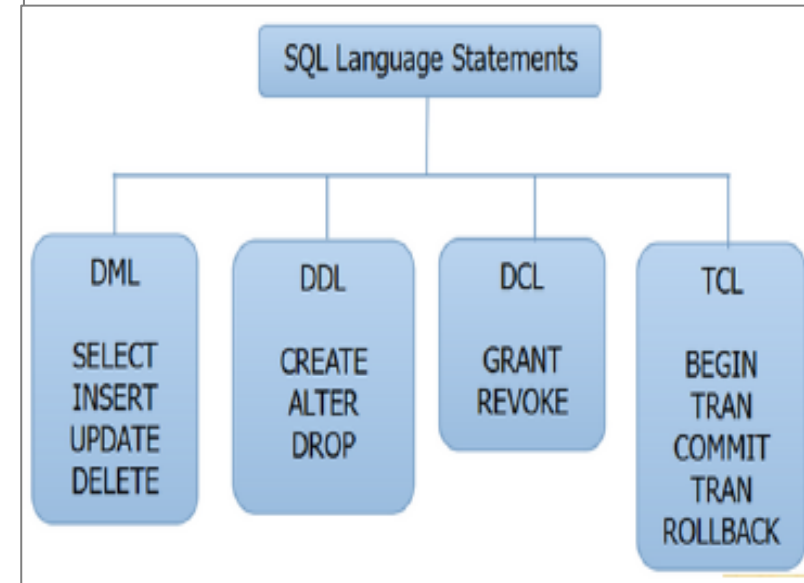 SQL Language Statements
DML
SELECT
INSERT
UPDATE
DELETE
DDL
CREATE
ALTER
DROP
DCL
GRANT
REVOKE
TCL
BEGIN
TRAN
COMMIT
TRAN
ROLLBACK